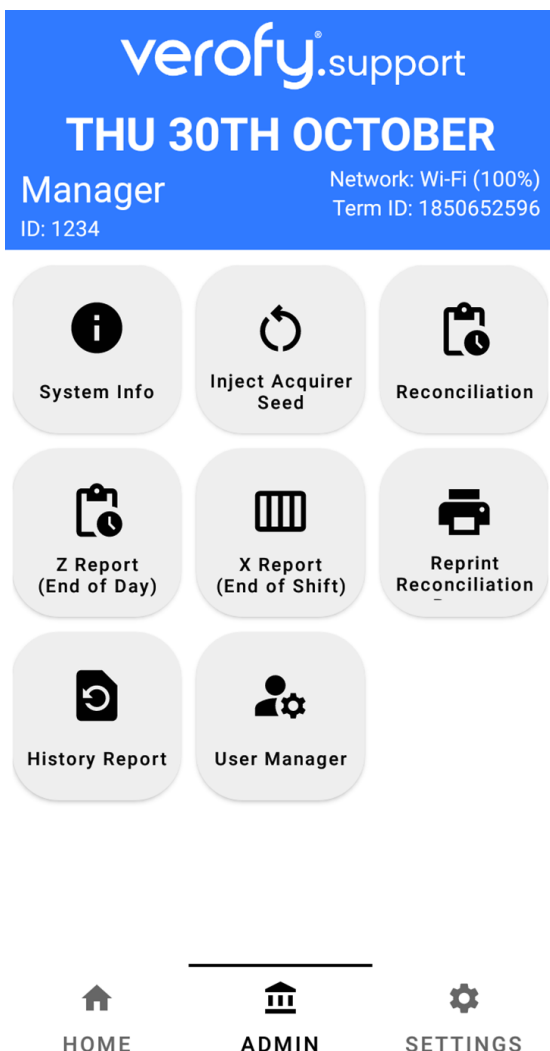 verofy®.support
THU 30TH OCTOBER
Manager
Network: Wi-Fi (100%)
ID: 1234
Term ID: 1850652596
System Info
Inject Acquirer
Seed
Reconciliation
Z Report
(End of Day)
X Report
(End of Shift)
Reprint
Reconciliation
History Report
User Manager
HOME
ADMIN
SETTINGS